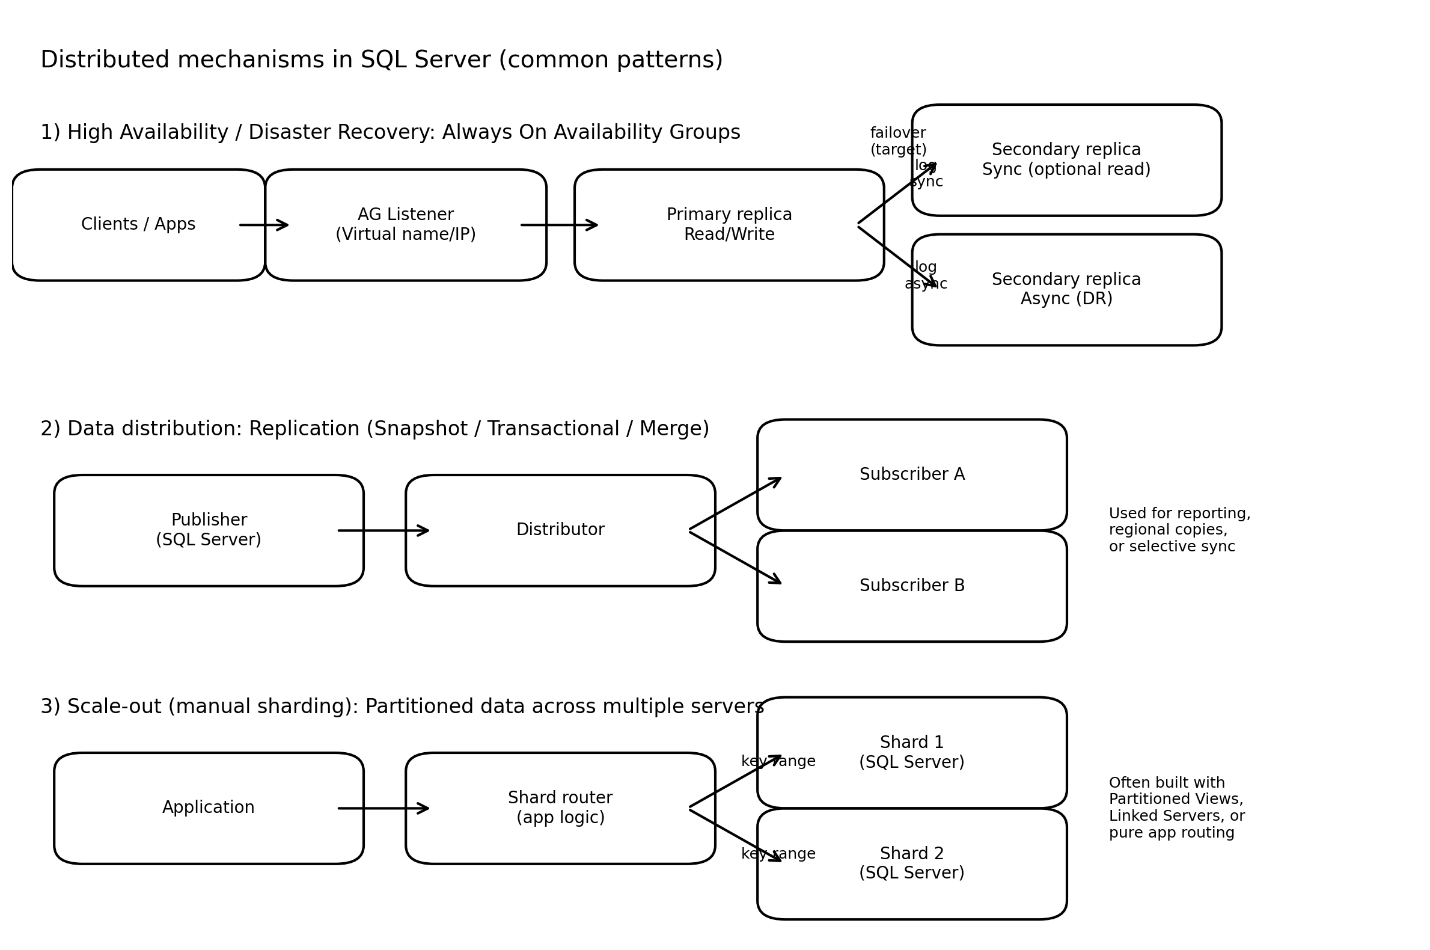 Distributed mechanisms in SQL Server (common patterns)
1) High Availability / Disaster Recovery: Always On Availability Groups
Clients / Apps
AG Listener
(Virtual name/IP)
Primary replica
Read/Write
failover
(target)
log
sync
Secondary replica
Sync (optional read)
log
async
Secondary replica
Async (DR)
2) Data distribution: Replication (Snapshot / Transactional / Merge)
Publisher
(SQL Server)
Distributor
Subscriber A
Subscriber B
Used for reporting,
regional copies,
or selective sync
3) Scale-out (manual sharding): Partitioned data across multiple servers
Application
Shard router
(app logic)
key range
Shard 1
(SQL Server)
key range
Shard 2
(SQL Server)
Often built with
Partitioned Views,
Linked Servers, or
pure app routing